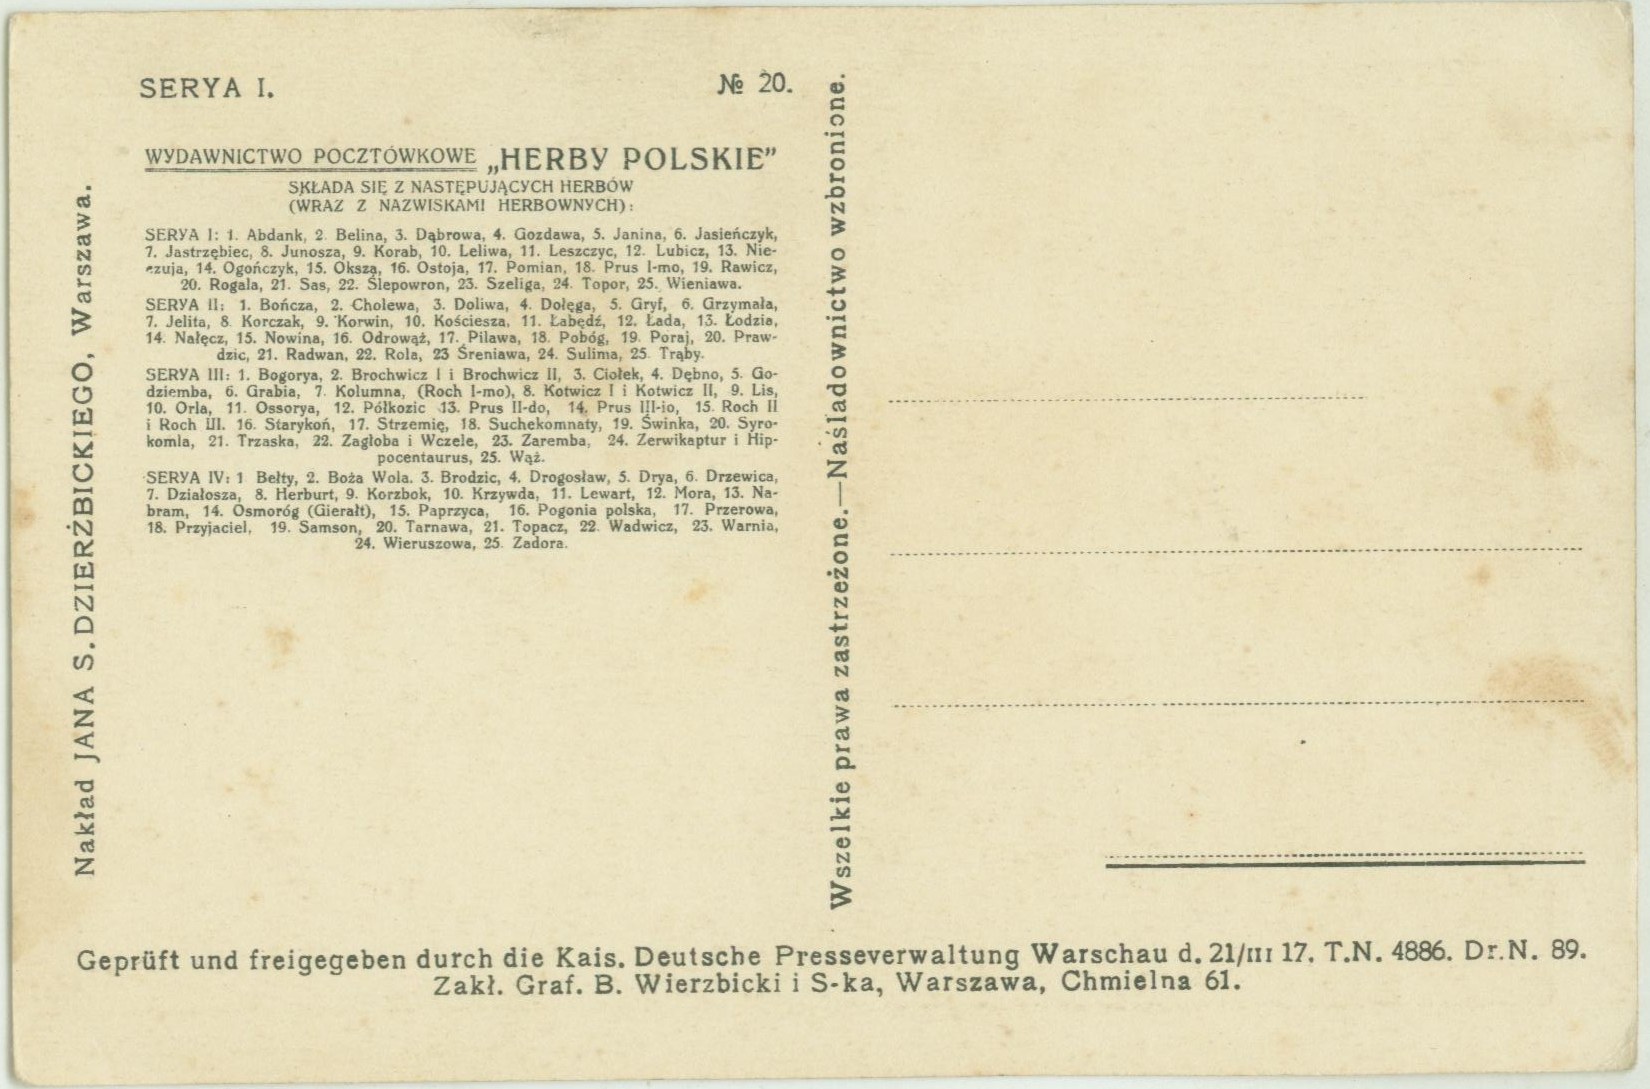 SERYA I.
№ 20.
WYDAWNICTWO POCZTÓWKOWE „HERBY POLSKIE”
SKŁADA SIĘ Z NASTĘPUJĄCYCH HERBÓW
(WRAZ Z NAZWISKAMI HERBOWNYCH):
SERYA I: 1. Abdank, 2. Belina, 3. Dąbrowa, 4. Gozdawa, 5. Janina, 6. Jasieńczyk,
7. Jastrzębiec, 8. Junosza, 9. Korab, 10. Leliwa, 11. Leszczyc, 12. Lubicz, 13. Nie-
czuja, 14. Ogończyk, 15. Oksza, 16. Ostoja, 17. Pomian, 18. Prus I-mo, 19. Rawicz,
20. Rogala, 21. Sas, 22. Ślepowron, 23. Szeliga, 24. Topor, 25. Wieniawa.
SERYA II: 1. Bończa, 2. Cholewa, 3. Doliwa, 4. Dołęga, 5. Gryf, 6. Grzymała,
7. Jelita, 8. Korczak, 9. Korwin, 10. Kościesza, 11. Łabędź, 12. Łada, 13. Łodzia,
14. Nałęcz, 15. Nowina, 16. Odrowąż, 17. Pilawa, 18. Pobóg, 19. Poraj, 20. Praw-
dzic, 21. Radwan, 22. Rola, 23 Śreniawa, 24. Sulima, 25. Trąby.
SERYA III: 1. Bogorya, 2. Brochwicz I i Brochwicz II, 3. Ciołek, 4. Dębno, 5. Go-
dziemba, 6. Grabia, 7. Kolumna, (Roch I-mo), 8. Kotwicz I i Kotwicz II, 9. Lis,
10. Orla, 11. Ossorya, 12. Półkozic 13. Prus II-do, 14. Prus III-io, 15. Roch II
i Roch III. 16. Starykoń, 17. Strzemię, 18. Suchekomnaty, 19. Świnka, 20. Syro-
komla, 21. Trzaska, 22. Zagłoba i Wczele, 23. Zaremba, 24. Zerwikaptur i Hip-
pocentaurus, 25. Wąż.
SERYA IV: 1 Bełty, 2. Boża Wola. 3. Brodzic, 4. Drogosław, 5. Drya, 6. Drzewica,
7. Działosza, 8. Herburt, 9. Korzbok, 10. Krzywda, 11. Lewart, 12. Mora, 13. Na-
bram, 14. Osmoróg (Gierałt), 15. Paprzyca, 16. Pogonia polska, 17. Przerowa,
18. Przyjaciel, 19. Samson, 20. Tarnawa, 21. Topacz, 22. Wadwicz, 23. Warnia,
24. Wieruszowa, 25. Zadora.
Nakład JANA S. DZIERŻBICKIEGO, Warszawa.
Wszelkie prawa zastrzeżone.—Naśladownictwo wzbronione.
Geprüft und freigegeben durch die Kais. Deutsche Presseverwaltung Warschau d. 21/III 17. T.N. 4886. Dr.N. 89.
Zakł. Graf. B. Wierzbicki i S-ka, Warszawa, Chmielna 61.